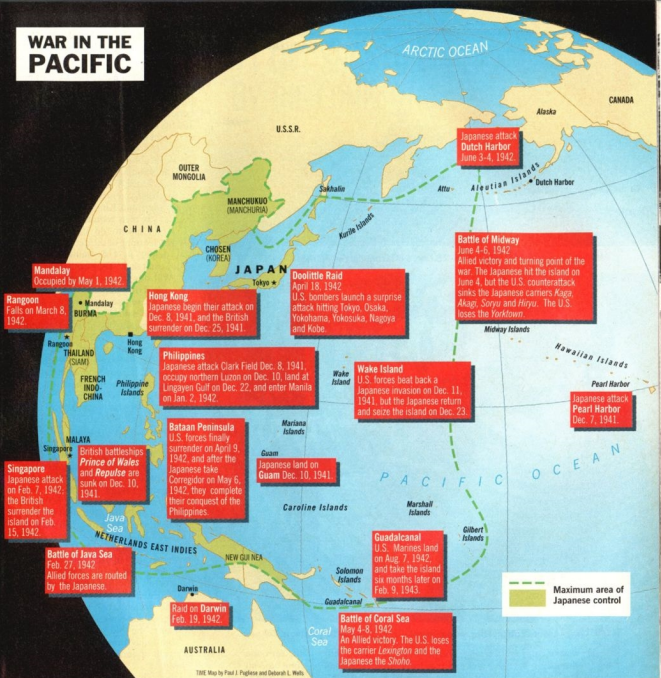 WAR IN THE
PACIFIC
ARCTIC OCEAN
CANADA
Alaska
U.S.S.R.
Japanese attack
Dutch Harbor
June 3-4, 1942.
OUTER
MONGOLIA
Aleutian Islands
Attu
Dutch Harbor
Sakhalin
MANCHUKUO
(MANCHURIA)
Kurile Islands
CHINA
CHOSEN
(KOREA)
JAPAN
Tokyo
Battle of Midway
June 4-6, 1942
Allied victory and turning point of the
war. The Japanese hit the island on
June 4, but the U.S. counterattack
sinks the Japanese carriers Kaga,
Akagi, Soryu and Hiryu. The U.S.
loses the Yorktown.
Mandalay
Occupied by May 1, 1942.
Doolittle Raid
April 18, 1942
U.S. bombers launch a surprise
attack hitting Tokyo, Osaka,
Yokohama, Yokosuka, Nagoya
and Kobe.
Rangoon
Falls on March 8,
1942.
Mandalay
BURMA
Hong Kong
Japanese begin their attack on
Dec. 8, 1941, and the British
surrender on Dec. 25, 1941.
Midway Islands
Rangoon
Hong
Kong
Hawaiian Islands
THAILAND
(SIAM)
Philippines
Japanese attack Clark Field Dec. 8, 1941,
occupy northern Luzon on Dec. 10, land at
Lingayen Gulf on Dec. 22, and enter Manila
on Jan. 2, 1942.
Wake
Island
Wake Island
U.S. forces beat back a
Japanese invasion on Dec. 11,
1941, but the Japanese return
and seize the island on Dec. 23.
FRENCH
INDO-
CHINA
Philippine
Islands
Pearl Harbor
Japanese attack
Pearl Harbor
Dec. 7, 1941.
Mariana
Islands
Bataan Peninsula
U.S. forces finally
surrender on April 9,
1942, and after the
Japanese take
Corregidor on May 6,
1942, they complete
their conquest of the
Philippines.
MALAYA
Singapore
British battleships
Prince of Wales
and Repulse are
sunk on Dec. 10,
1941.
Guam
Japanese land on
Guam Dec. 10, 1941.
PACIFIC OCEAN
Singapore
Japanese attack
on Feb. 7, 1942;
the British
surrender the
island on Feb.
15, 1942.
Caroline Islands
Marshall
Islands
Gilbert
Islands
Java
Sea
NETHERLANDS EAST INDIES
NEW GUINEA
Guadalcanal
U.S. Marines land
on Aug. 7, 1942,
and take the island
six months later on
Feb. 9, 1943.
Battle of Java Sea
Feb. 27, 1942
Allied forces are routed
by the Japanese.
Solomon
Islands
Darwin
Raid on Darwin
Feb. 19, 1942.
Guadalcanal
Maximum area of
Japanese control
Coral
Sea
Battle of Coral Sea
May 4-8, 1942
An Allied victory. The U.S. loses
the carrier Lexington and the
Japanese the Shoho.
AUSTRALIA
TIME Map by Paul J. Pugliese and Deborah L. Wells